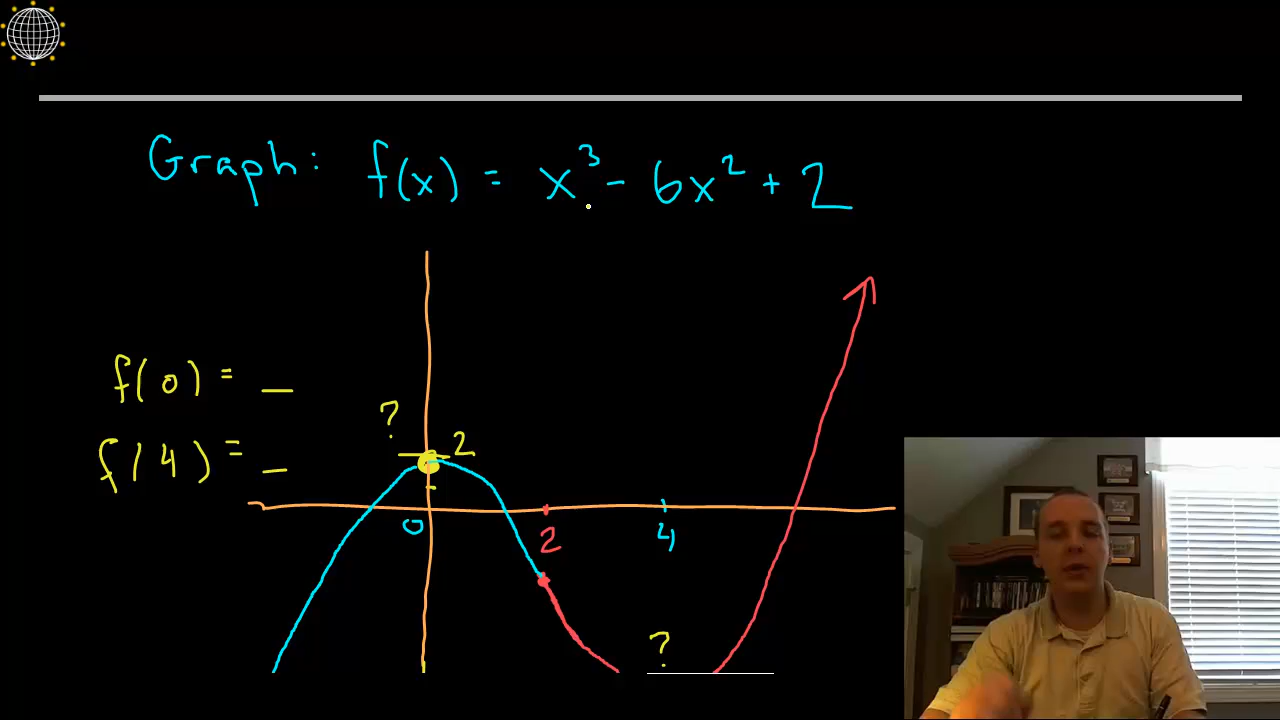 Graph: f(x) = x³ - 6x² + 2
f(0) = _
? 2
f(4) = _
0 2 4
?